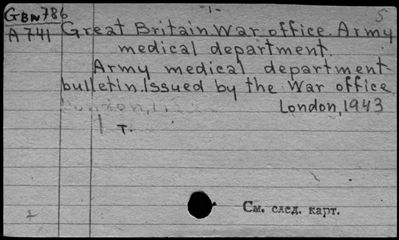 GBN786 -1- 5
A741 Great Britain War office. Army
medical department.
Army medical department
bulletin. Issued by the War office
London, 1943
T.
См. след. карт.